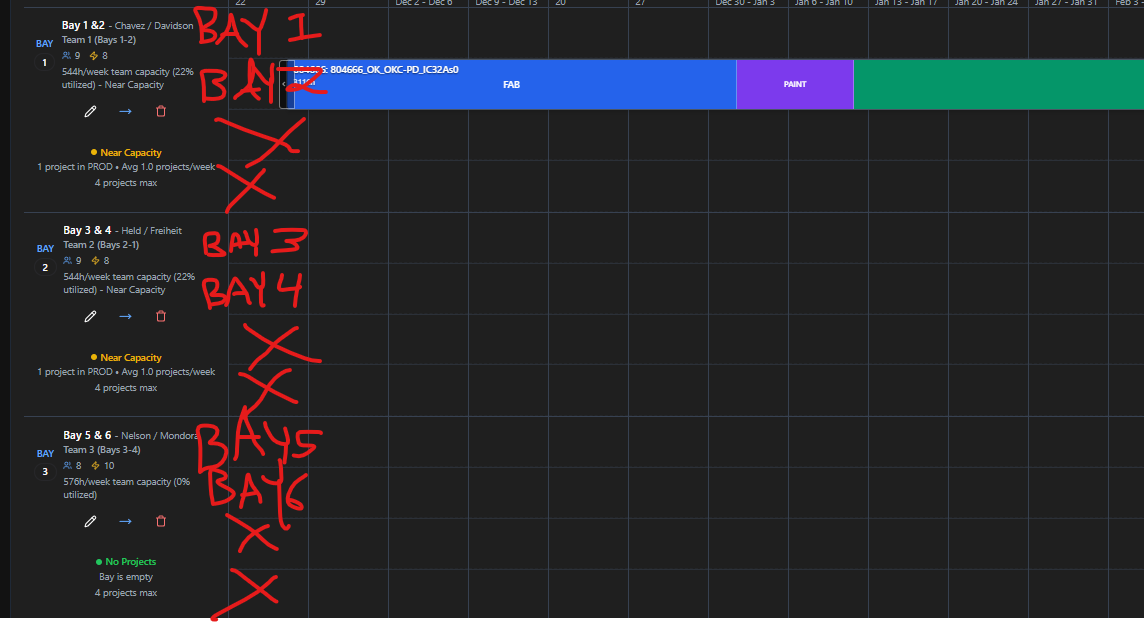 22 29 Dec 2 - Dec 6 Dec 9 - Dec 13 20 27 Dec 30 - Jan 3 Jan 6 - Jan 10 Jan 13 - Jan 17 Jan 20 - Jan 24 Jan 27 - Jan 31 Feb 3 -
Bay 1 &2 - Chavez / Davidson
BAY 1
Team 1 (Bays 1-2)
BAY
1
9 8
544h/week team capacity (22%
utilized) - Near Capacity
BAY 2
804666_OK_OKC-PD_IC32As0
FAB
PAINT
Near Capacity
1 project in PROD • Avg 1.0 projects/week
4 projects max
Bay 3 & 4 - Held / Freiheit
Team 2 (Bays 2-1)
BAY 3
BAY
2
9 8
544h/week team capacity (22%
utilized) - Near Capacity
BAY 4
Near Capacity
1 project in PROD • Avg 1.0 projects/week
4 projects max
Bay 5 & 6 - Nelson / Mondora
BAY 5
Team 3 (Bays 3-4)
BAY
3
8 10
576h/week team capacity (0%
utilized)
BAY 6
No Projects
Bay is empty
4 projects max